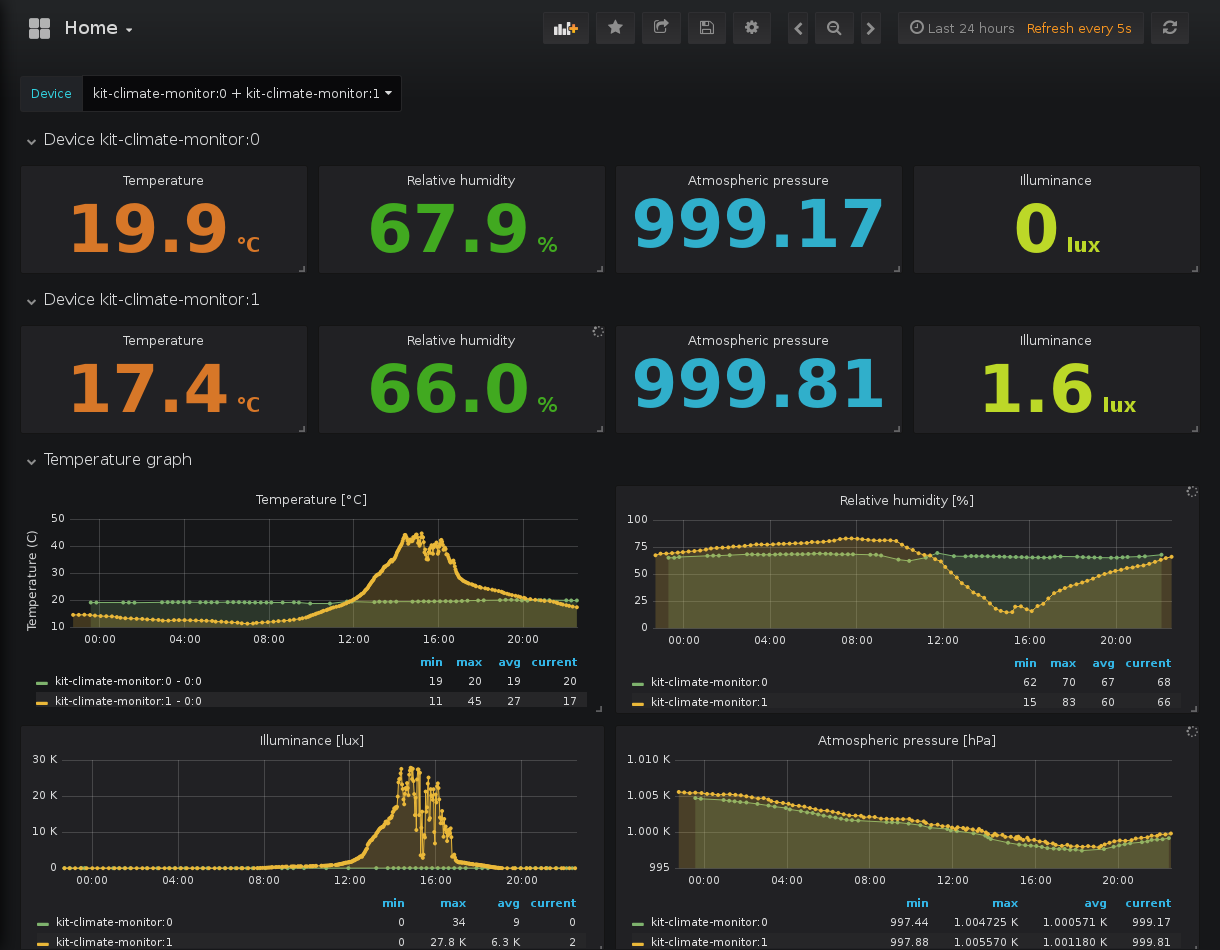 Home
Last 24 hours Refresh every 5s
Device kit-climate-monitor:0 + kit-climate-monitor:1
Device kit-climate-monitor:0
Temperature Relative humidity Atmospheric pressure Illuminance
19.9 °C 67.9 % 999.17 0 lux
Device kit-climate-monitor:1
Temperature Relative humidity Atmospheric pressure Illuminance
17.4 °C 66.0 % 999.81 1.6 lux
Temperature graph
Temperature [°C]
Temperature (C)
50
40
30
20
10
00:00 04:00 08:00 12:00 16:00 20:00
min max avg current
kit-climate-monitor:0 - 0:0 19 20 19 20
kit-climate-monitor:1 - 0:0 11 45 27 17
Relative humidity [%]
100
75
50
25
0
00:00 04:00 08:00 12:00 16:00 20:00
min max avg current
kit-climate-monitor:0 62 70 67 68
kit-climate-monitor:1 15 83 60 66
Illuminance [lux]
30 K
20 K
10 K
0
00:00 04:00 08:00 12:00 16:00 20:00
min max avg current
kit-climate-monitor:0 0 34 9 0
kit-climate-monitor:1 0 27.8 K 6.3 K 2
Atmospheric pressure [hPa]
1.010 K
1.005 K
1.000 K
995
00:00 04:00 08:00 12:00 16:00 20:00
min max avg current
kit-climate-monitor:0 997.44 1.004725 K 1.000571 K 999.17
kit-climate-monitor:1 997.88 1.005570 K 1.001180 K 999.81